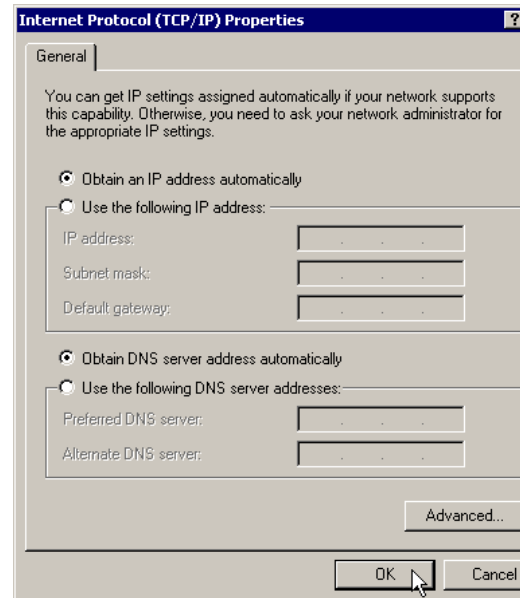 Internet Protocol (TCP/IP) Properties ?
General
You can get IP settings assigned automatically if your network supports
this capability. Otherwise, you need to ask your network administrator for
the appropriate IP settings.
Obtain an IP address automatically
Use the following IP address:
IP address:
Subnet mask:
Default gateway:
Obtain DNS server address automatically
Use the following DNS server addresses:
Preferred DNS server:
Alternate DNS server:
Advanced...
OK Cancel